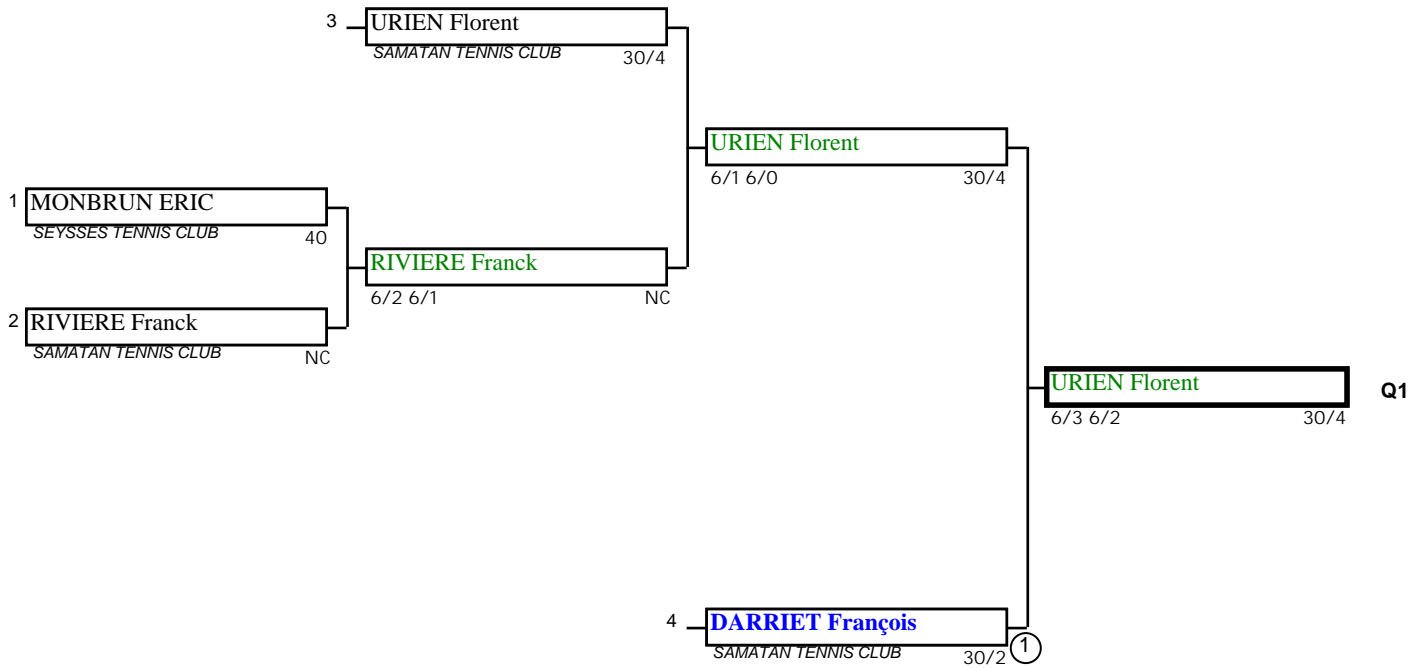 3 URIEN Florent
SAMATAN TENNIS CLUB 30/4
URIEN Florent
6/1 6/0 30/4
1 MONBRUN ERIC
SEYSSES TENNIS CLUB 40
RIVIERE Franck
6/2 6/1 NC
2 RIVIERE Franck
SAMATAN TENNIS CLUB NC
URIEN Florent Q1
6/3 6/2 30/4
4 DARRIET François
SAMATAN TENNIS CLUB 30/2 1